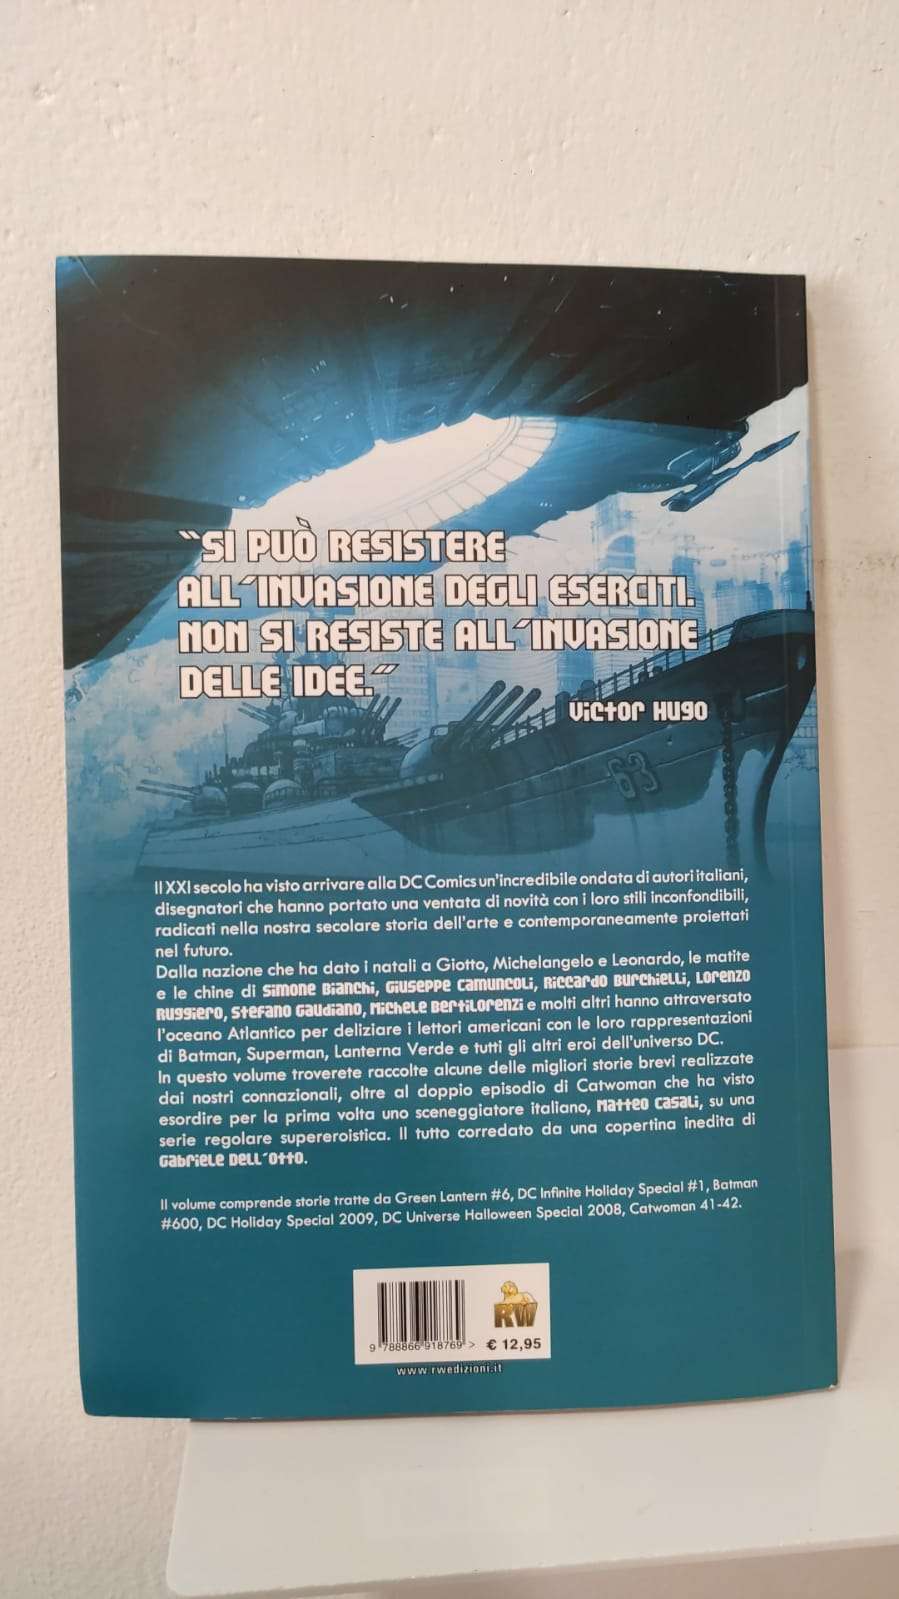 "SI PUÒ RESISTERE
ALL'INVASIONE DEGLI ESERCITI.
NON SI RESISTE ALL'INVASIONE
DELLE IDEE."
VICTOR HUGO
63
Il XXI secolo ha visto arrivare alla DC Comics un'incredibile ondata di autori italiani,
disegnatori che hanno portato una ventata di novità con i loro stili inconfondibili,
radicati nella nostra secolare storia dell'arte e contemporaneamente proiettati
nel futuro.
Dalla nazione che ha dato i natali a Giotto, Michelangelo e Leonardo, le matite
e le chine di Simone Bianchi, Giuseppe Camuncoli, Riccardo Burchielli, Lorenzo
Ruggiero, Stefano Gaudiano, Michele Bertilorenzi e molti altri hanno attraversato
l'oceano Atlantico per deliziare i lettori americani con le loro rappresentazioni
di Batman, Superman, Lanterna Verde e tutti gli altri eroi dell'universo DC.
In questo volume troverete raccolte alcune delle migliori storie brevi realizzate
dai nostri connazionali, oltre al doppio episodio di Catwoman che ha visto
esordire per la prima volta uno sceneggiatore italiano, Matteo Casali, su una
serie regolare supereroistica. Il tutto corredato da una copertina inedita di
Gabriele Dell'Otto.
Il volume comprende storie tratte da Green Lantern #6, DC Infinite Holiday Special #1, Batman
#600, DC Holiday Special 2009, DC Universe Halloween Special 2008, Catwoman 41-42.
RW
9 788866 918769 >
€ 12,95
www.rwedizioni.it